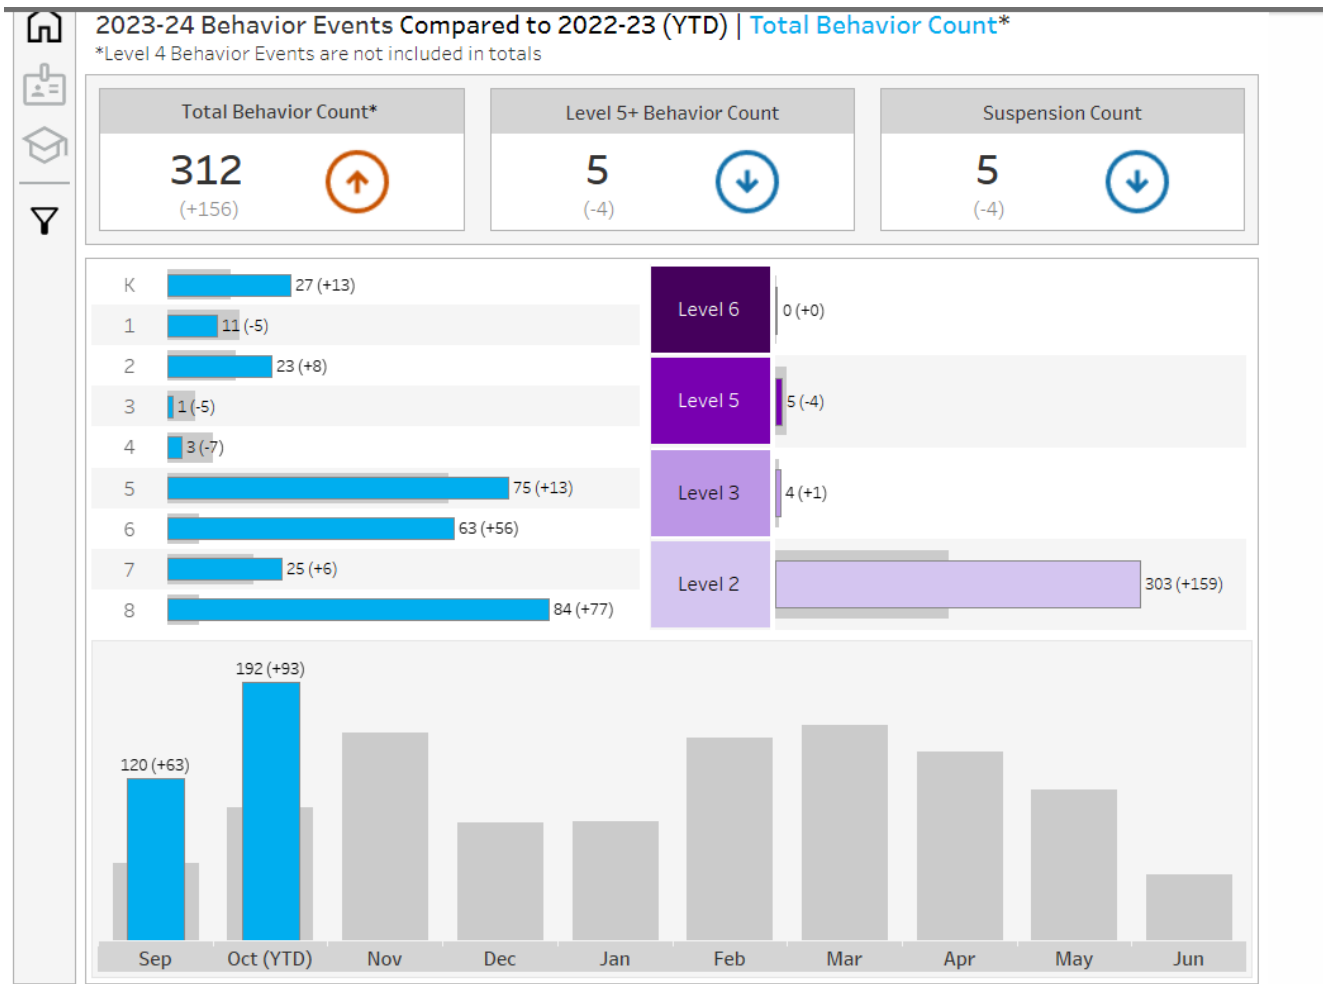 2023-24 Behavior Events Compared to 2022-23 (YTD) | Total Behavior Count*
*Level 4 Behavior Events are not included in totals
Total Behavior Count*
312
(+156)
Level 5+ Behavior Count
5
(-4)
Suspension Count
5
(-4)
K 27 (+13)
1 11 (-5)
2 23 (+8)
3 1 (-5)
4 3 (-7)
5 75 (+13)
6 63 (+56)
7 25 (+6)
8 84 (+77)
Level 6 0 (+0)
Level 5 5 (-4)
Level 3 4 (+1)
Level 2 303 (+159)
192 (+93)
120 (+63)
Sep Oct (YTD) Nov Dec Jan Feb Mar Apr May Jun